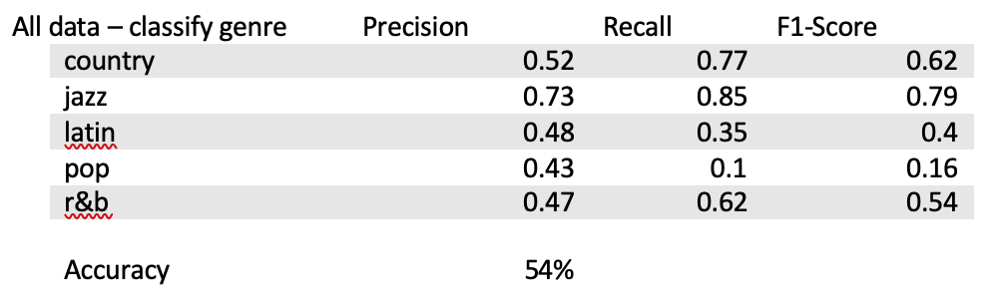 All data – classify genre Precision Recall F1-Score
country 0.52 0.77 0.62
jazz 0.73 0.85 0.79
latin 0.48 0.35 0.4
pop 0.43 0.1 0.16
r&b 0.47 0.62 0.54
Accuracy 54%